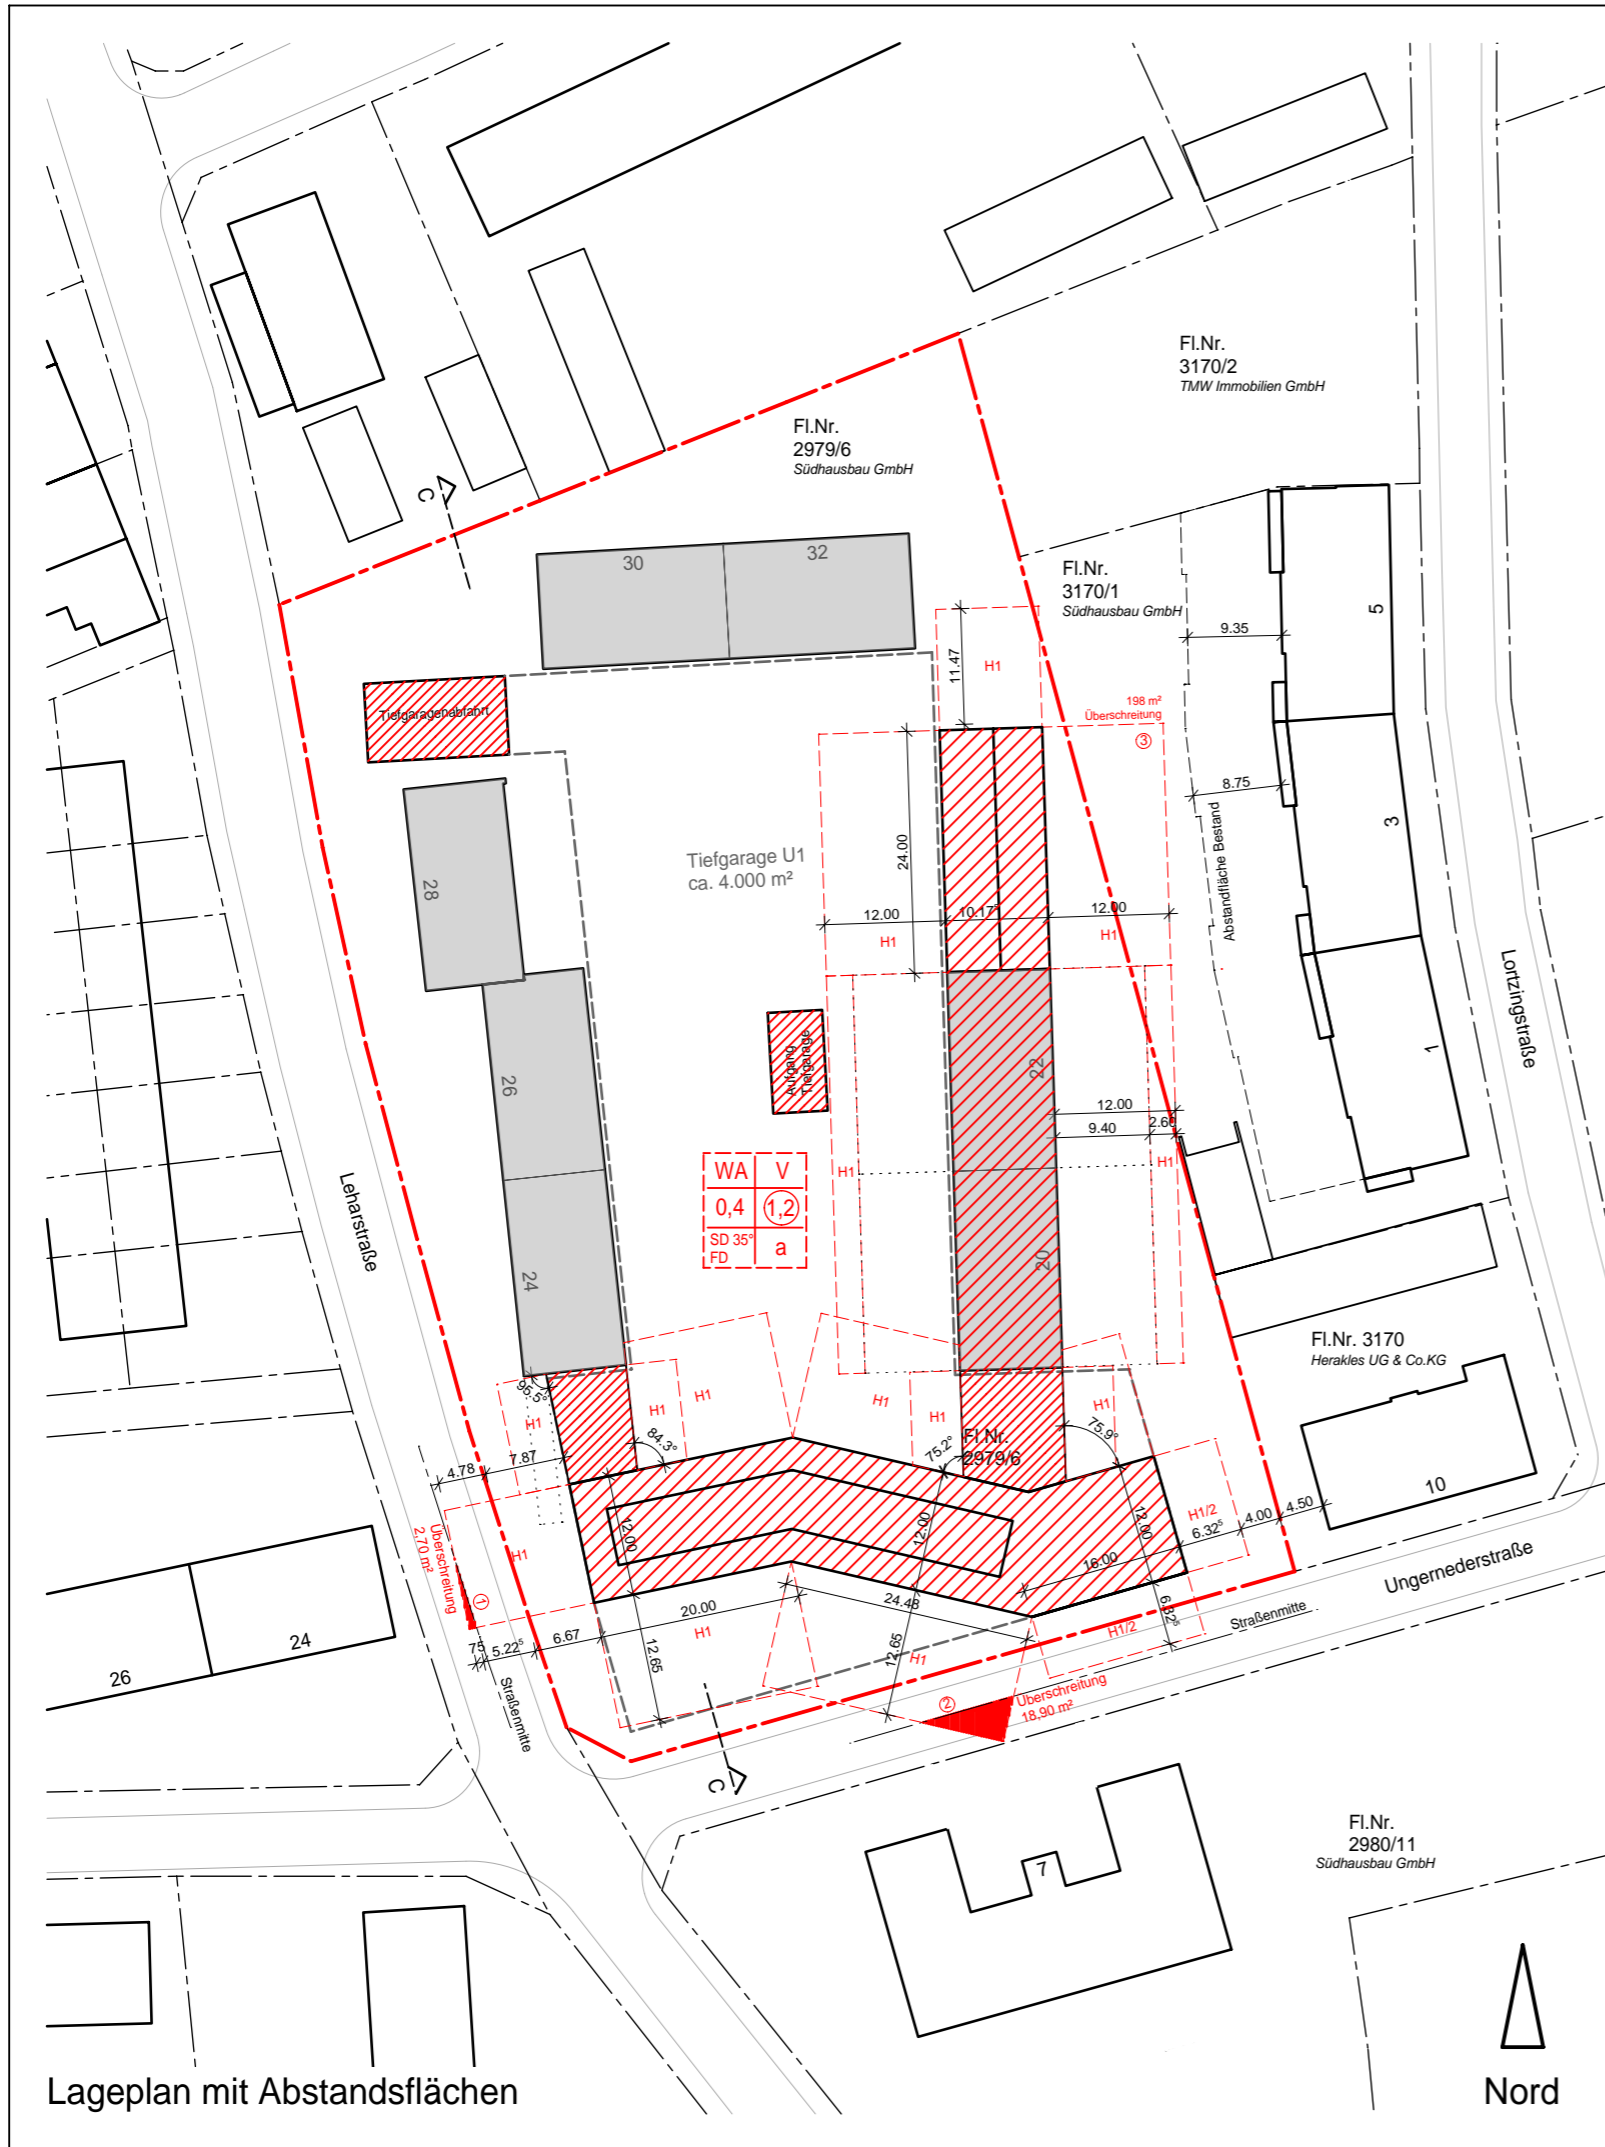 Fl.Nr.
3170/2
TMW Immobilien GmbH
Fl.Nr.
2979/6
Südhausbau GmbH
C
30
32
Fl.Nr.
3170/1
Südhausbau GmbH
5
9.35
11.47
H1
Tiefgaragenabfahrt
198 m²
Überschreitung
3
8.75
3
Abstandfläche Bestand
Tiefgarage U1
ca. 4.000 m²
24.00
28
12.00
10.17
12.00
H1
H1
Lortzingstraße
Aufgang
Tiefgarage
26
22
1
12.00
9.40
2.60
H1
H1
WA
V
0,4
1,2
SD 35°
FD
a
Leharstraße
24
20
Fl.Nr. 3170
Herakles UG & Co.KG
95.5°
H1
H1
H1
H1
H1
H1
84.3°
75.2°
75.9°
Fl.Nr.
2979/6
4.78
7.87
10
H1/2
6.32⁵
4.00
4.50
12.00
12.00
12.00
16.00
Überschreitung
2,70 m²
1
H1
Ungernederstraße
24
26
20.00
24.48
6.32⁵
Straßenmitte
75
5.22⁵
6.67
12.65
H1
12.65
H1
H1/2
Straßenmitte
2
Überschreitung
18,90 m²
C
7
Fl.Nr.
2980/11
Südhausbau GmbH
Lageplan mit Abstandsflächen
Nord